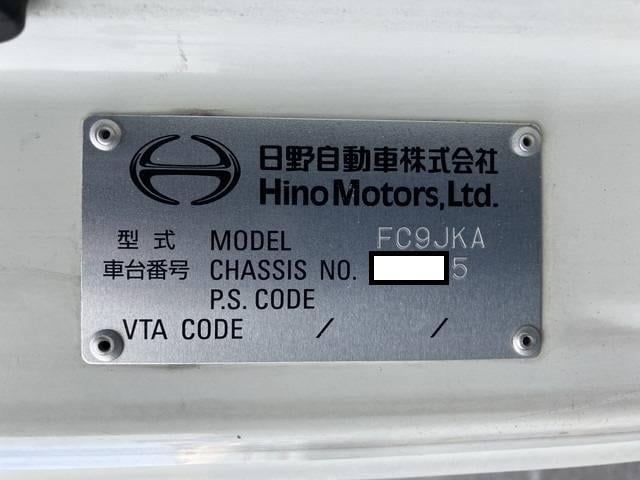 日野自動車株式会社
Hino Motors, Ltd.
型式 MODEL FC9JKA
車台番号 CHASSIS NO. 5
P.S. CODE
VTA CODE / /